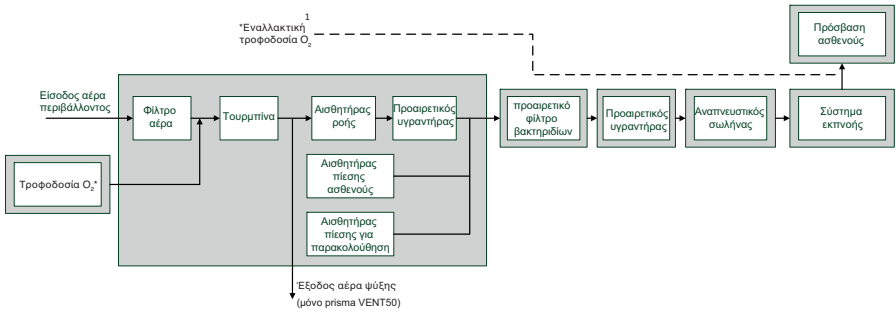 1
*Εναλλακτική
τροφοδοσία O2
Πρόσβαση
ασθενούς
Είσοδος αέρα
περιβάλλοντος
Φίλτρο
αέρα
Τουρμπίνα
Αισθητήρας
ροής
Προαιρετικός
υγραντήρας
προαιρετικό
φίλτρο
βακτηριδίων
Προαιρετικός
υγραντήρας
Αναπνευστικός
σωλήνας
Σύστημα
εκπνοής
Τροφοδοσία O2*
Αισθητήρας
πίεσης
ασθενούς
Αισθητήρας
πίεσης για
παρακολούθηση
Έξοδος αέρα ψύξης
(μόνο prisma VENT50)